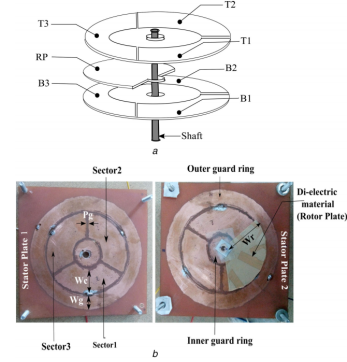 T2
T3
T1
RP
B2
B3
B1
Shaft
a
Sector2
Outer guard ring
Di-electric
material
(Rotor Plate)
Stator Plate 1
Pg
Wr
Wc
Wg
Stator Plate 2
Sector3
Sector1
Inner guard ring
b